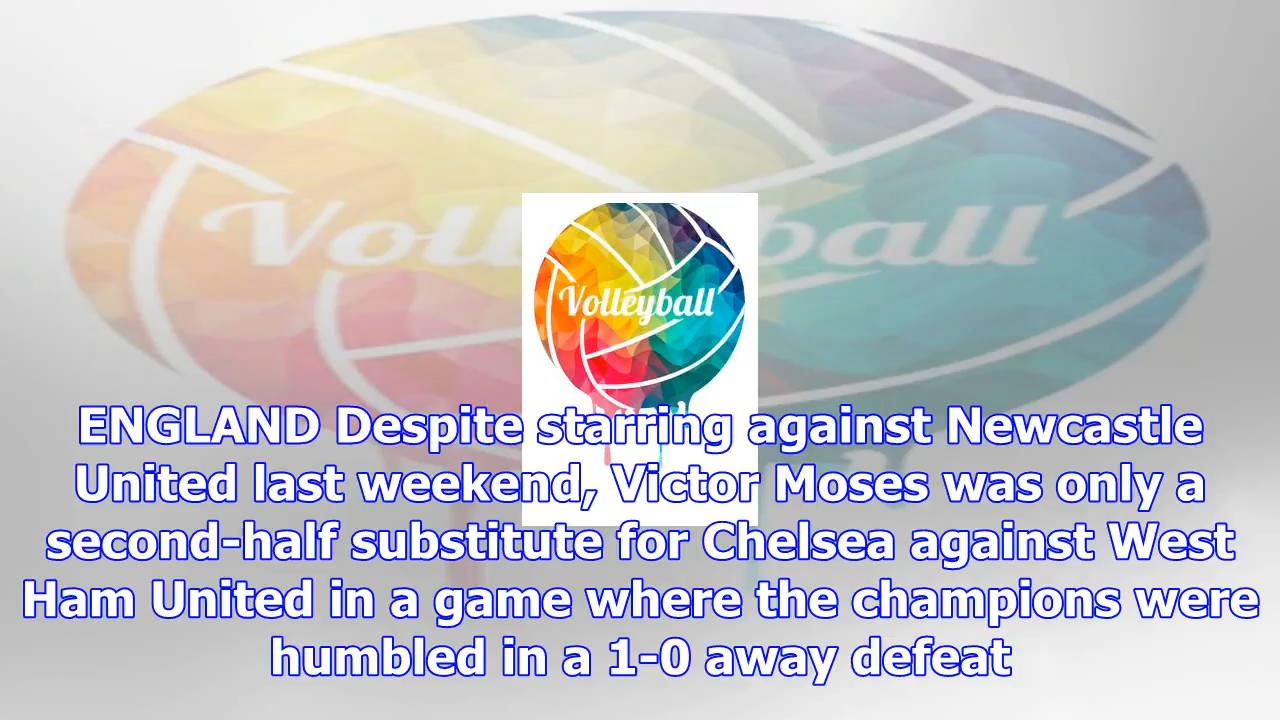 Volleyball
Volleyball
ENGLAND Despite starring against Newcastle
United last weekend, Victor Moses was only a
second-half substitute for Chelsea against West
Ham United in a game where the champions were
humbled in a 1-0 away defeat